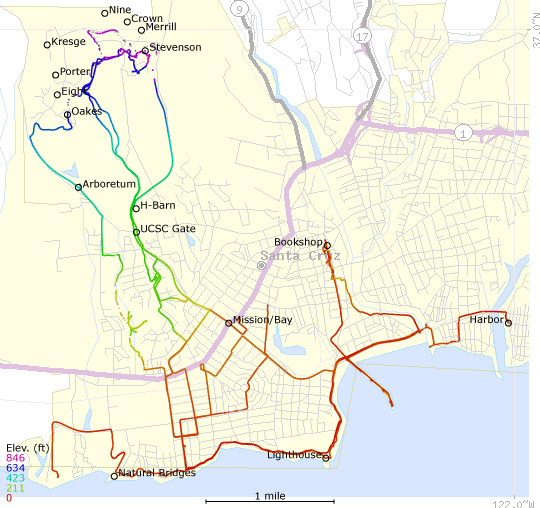 Nine
Crown
Merrill
Kresge
Stevenson
Porter
Eight
Oakes
Arboretum
H-Barn
UCSC Gate
Bookshop
Santa Cruz
Mission/Bay
Harbor
Lighthouse
Natural Bridges
9
17
1
37.0°N
Elev. (ft)
846
634
423
211
0
1 mile
122.0°W